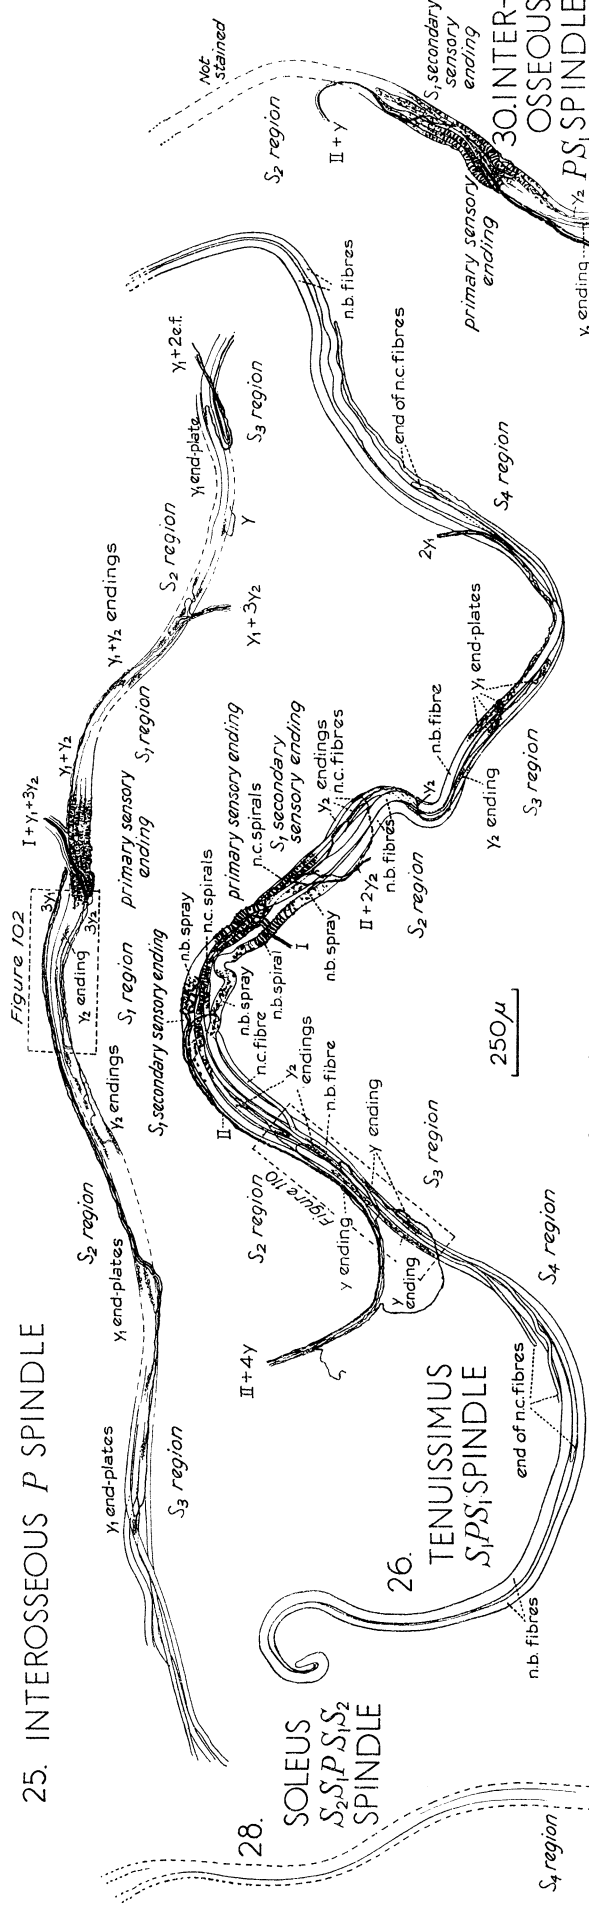 25. INTEROSSEOUS P SPINDLE
γ₁ end-plates
S₃ region
γ₁ end-plates
S₂ region
γ₂ endings
Figure 102
3γ₁
3γ₂
γ₂ ending
S₁ region
I+γ₁+3γ₂
primary sensory
ending
γ₁+γ₂
S₁ region
γ₁+γ₂ endings
S₂ region
γ₁+3γ₂
γ
γ₁ end-plate
γ₁+2e.f.
S₃ region
26.
TENUISSIMUS
S₁PS₁ SPINDLE
n.b. fibres
end of n.c. fibres
S₄ region
II+4γ
γ
ending
γ ending
S₂ region
Figure 110
S₃ region
γ ending
II
γ₂
endings
n.b. fibre
n.c. fibre
n.b. spray
n.b. spiral
S₁ secondary sensory ending
n.b. spray
n.c. spirals
I
n.b. spray
primary sensory ending
n.c. spirals
S₁ secondary
sensory ending
γ₂ endings
n.c. fibres
II+2γ₂
n.b. fibres
S₂ region
γ₂
n.b. fibre
γ₂ ending
S₃ region
γ₁ end-plates
2γ₁
S₄ region
end of n.c. fibres
n.b. fibres
250μ
28.
SOLEUS
S₂S₁P S₁S₂
SPINDLE
S₄ region
30. INTER-
OSSEOUS
PS₁ SPINDLE
Not
stained
S₂ region
II+γ
S₁ secondary
sensory
ending
primary sensory
ending
γ₂
γ ending